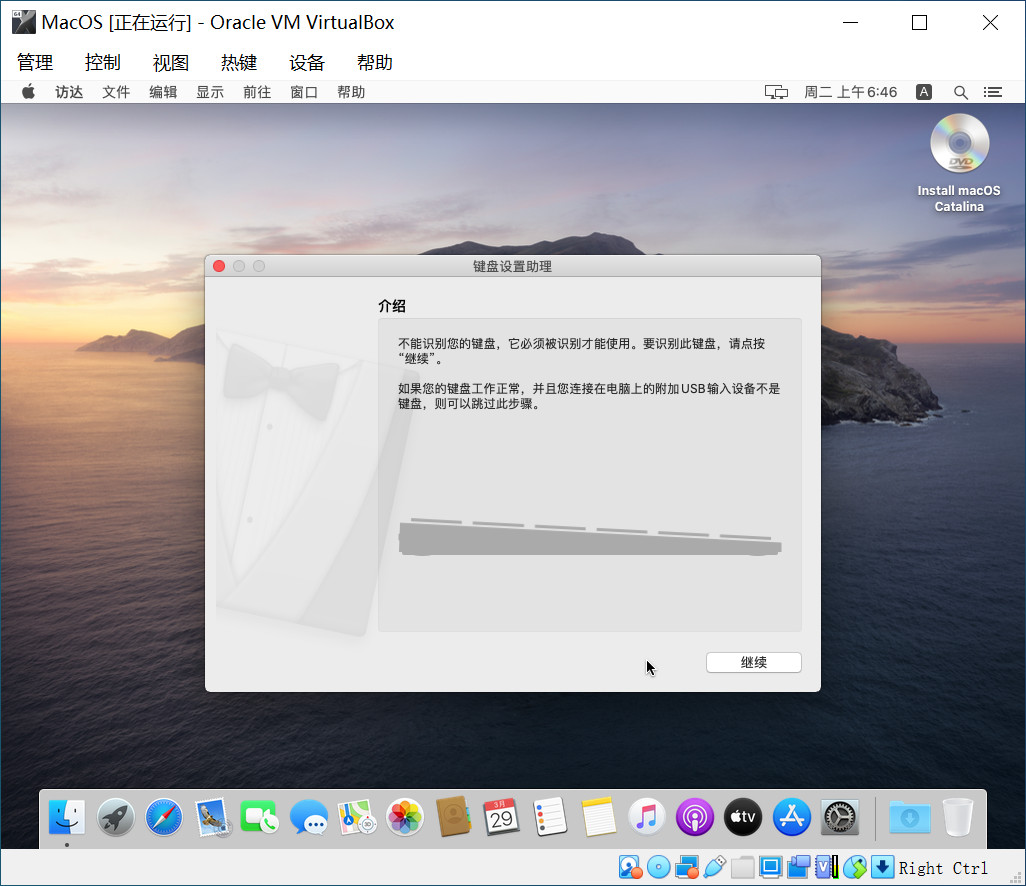 MacOS [正在运行] - Oracle VM VirtualBox
管理 控制 视图 热键 设备 帮助
访达 文件 编辑 显示 前往 窗口 帮助 周二 上午6:46 A
DVD
Install macOS
Catalina
键盘设置助理
介绍
不能识别您的键盘，它必须被识别才能使用。要识别此键盘，请点按
“继续”。
如果您的键盘工作正常，并且您连接在电脑上的附加USB输入设备不是
键盘，则可以跳过此步骤。
继续
3月
29
tv
Right Ctrl